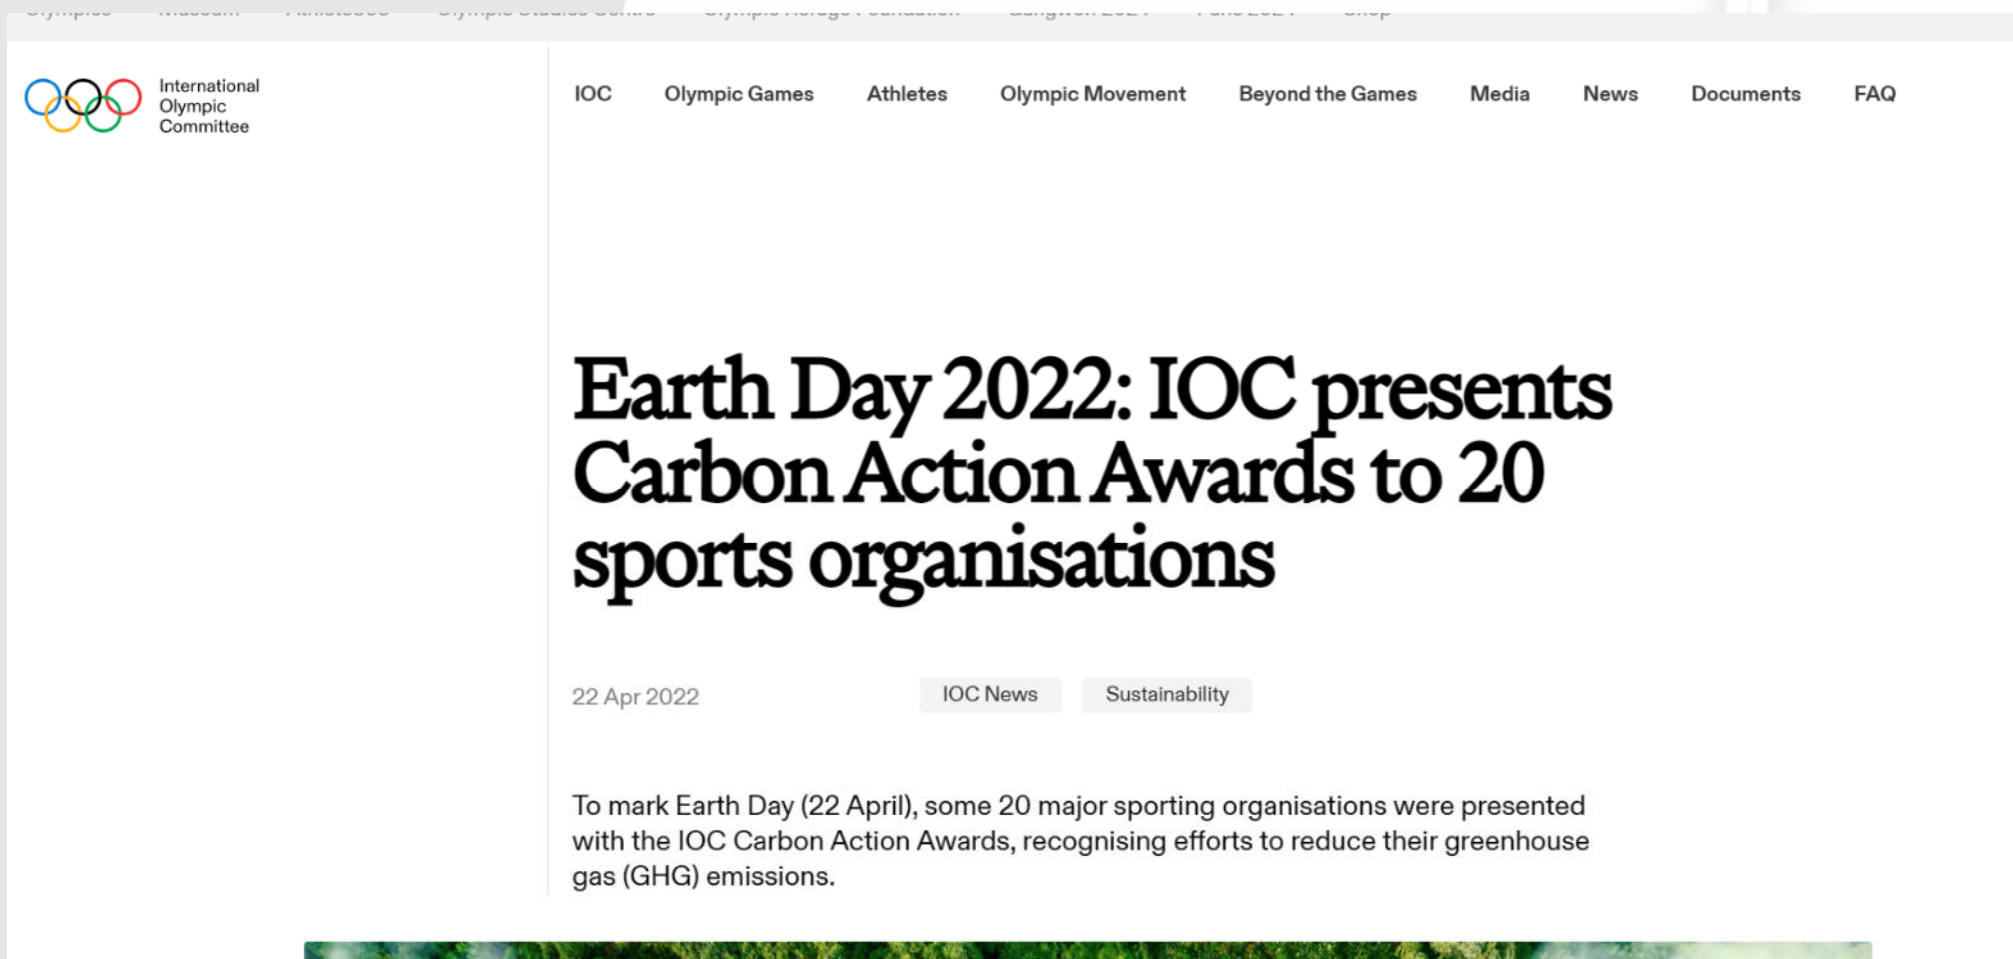 International
Olympic
Committee
IOC Olympic Games Athletes Olympic Movement Beyond the Games Media News Documents FAQ
Earth Day 2022: IOC presents
Carbon Action Awards to 20
sports organisations
22 Apr 2022 IOC News Sustainability
To mark Earth Day (22 April), some 20 major sporting organisations were presented
with the IOC Carbon Action Awards, recognising efforts to reduce their greenhouse
gas (GHG) emissions.